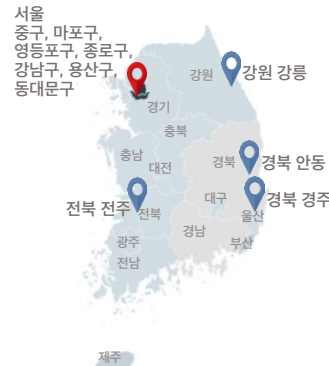 서울
중구, 마포구,
영등포구, 종로구,
강남구, 용산구,
동대문구
강원
강원 강릉
경기
충북
충남
대전
경북
경북 안동
전북 전주
전북
대구
경북 경주
울산
광주
경남
부산
전남
제주